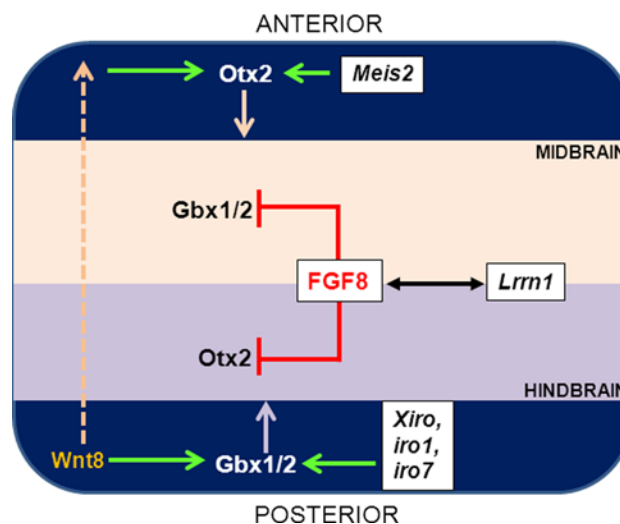 ANTERIOR
Otx2
Meis2
MIDBRAIN
Gbx1/2
FGF8
Lrrn1
Otx2
HINDBRAIN
Wnt8
Gbx1/2
Xiro,
iro1,
iro7
POSTERIOR